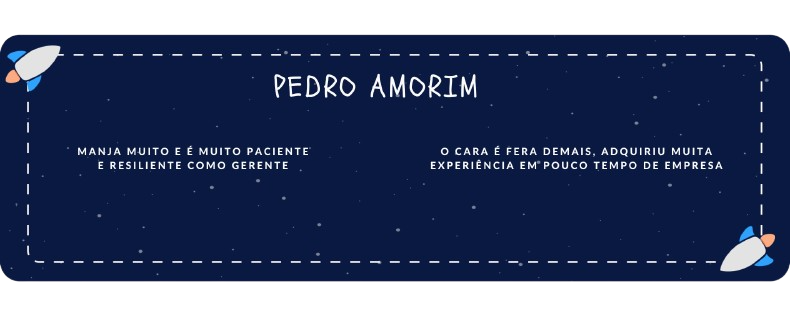 PEDRO AMORIM
MANJA MUITO E É MUITO PACIENTE
E RESILIENTE COMO GERENTE
O CARA É FERA DEMAIS, ADQUIRIU MUITA
EXPERIÊNCIA EM POUCO TEMPO DE EMPRESA